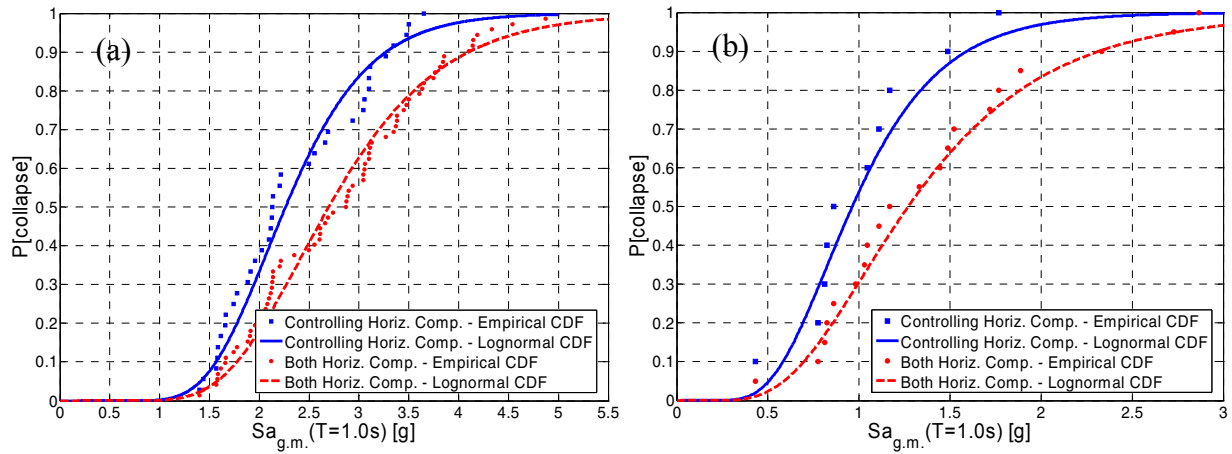 (a)
P[collapse]
1
0.9
0.8
0.7
0.6
0.5
0.4
0.3
0.2
0.1
0
0 0.5 1 1.5 2 2.5 3 3.5 4 4.5 5 5.5
Sa g.m. (T=1.0s) [g]
Controlling Horiz. Comp. - Empirical CDF
Controlling Horiz. Comp. - Lognormal CDF
Both Horiz. Comp. - Empirical CDF
Both Horiz. Comp. - Lognormal CDF
(b)
P[collapse]
1
0.9
0.8
0.7
0.6
0.5
0.4
0.3
0.2
0.1
0
0 0.5 1 1.5 2 2.5 3
Sa g.m. (T=1.0s) [g]
Controlling Horiz. Comp. - Empirical CDF
Controlling Horiz. Comp. - Lognormal CDF
Both Horiz. Comp. - Empirical CDF
Both Horiz. Comp. - Lognormal CDF